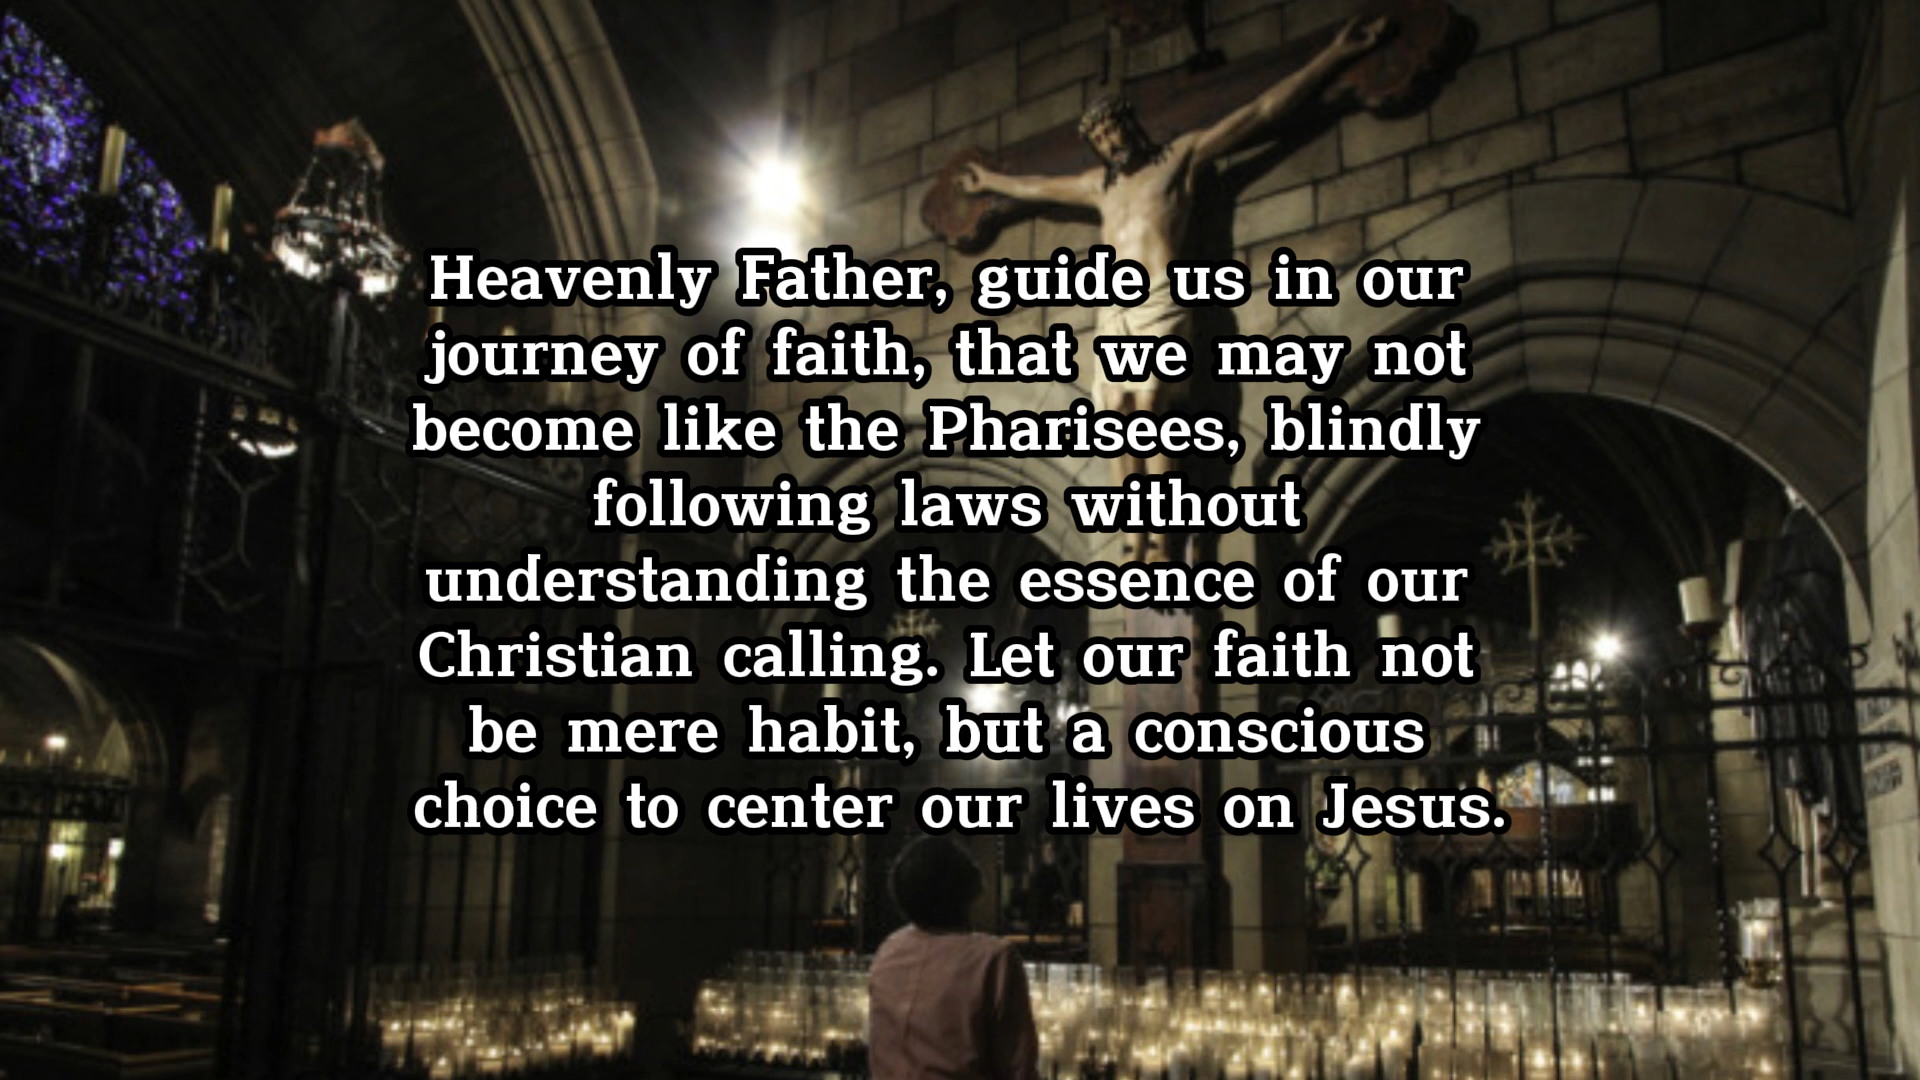 Heavenly Father, guide us in our
journey of faith, that we may not
become like the Pharisees, blindly
following laws without
understanding the essence of our
Christian calling. Let our faith not
be mere habit, but a conscious
choice to center our lives on Jesus.